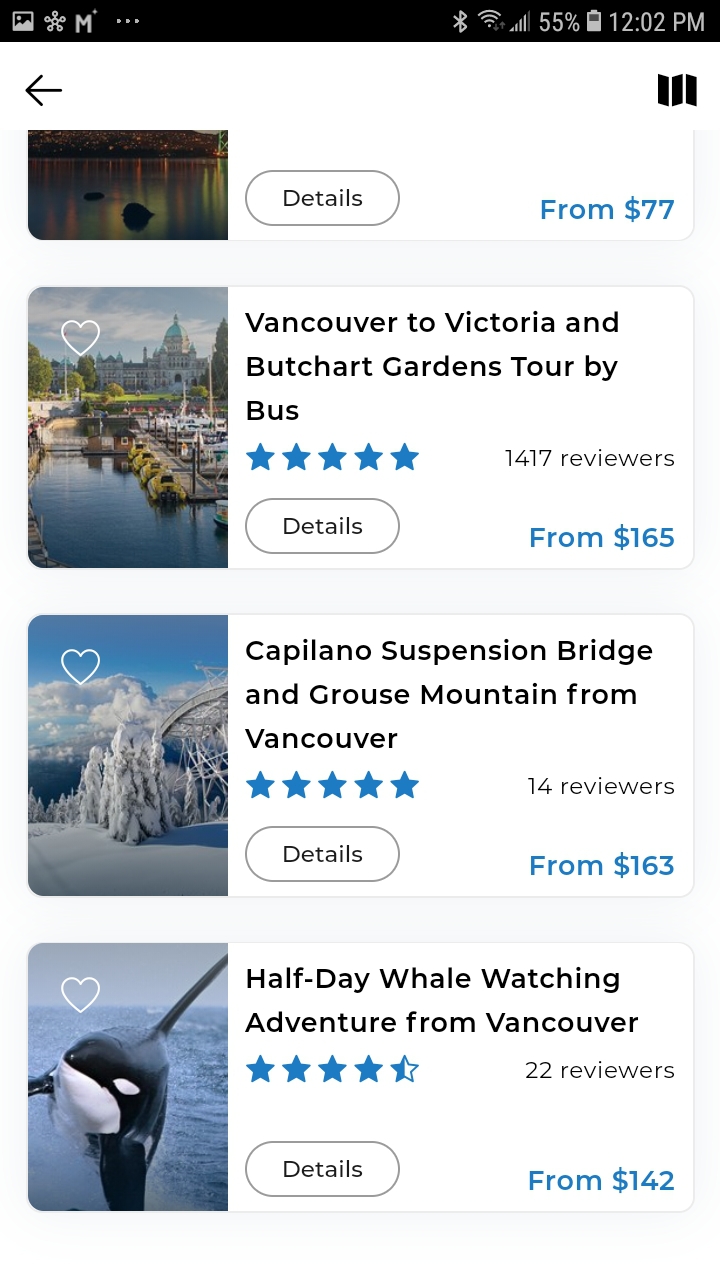 M
55%
12:02 PM
Details
From $77
Vancouver to Victoria and
Butchart Gardens Tour by
Bus
1417 reviewers
Details
From $165
Capilano Suspension Bridge
and Grouse Mountain from
Vancouver
14 reviewers
Details
From $163
Half-Day Whale Watching
Adventure from Vancouver
22 reviewers
Details
From $142